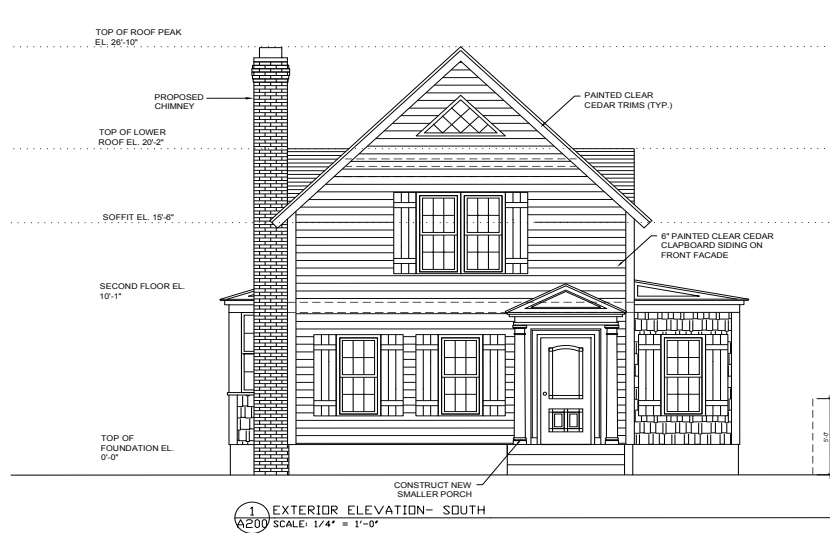 TOP OF ROOF PEAK
EL. 26'-10"
PROPOSED
CHIMNEY
PAINTED CLEAR
CEDAR TRIMS (TYP.)
TOP OF LOWER
ROOF EL. 20'-2"
SOFFIT EL. 15'-6"
6" PAINTED CLEAR CEDAR
CLAPBOARD SIDING ON
FRONT FACADE
SECOND FLOOR EL.
10'-1"
TOP OF
FOUNDATION EL.
0'-0"
5'-0"
CONSTRUCT NEW
SMALLER PORCH
1
A200
EXTERIOR ELEVATION- SOUTH
SCALE: 1/4" = 1'-0"